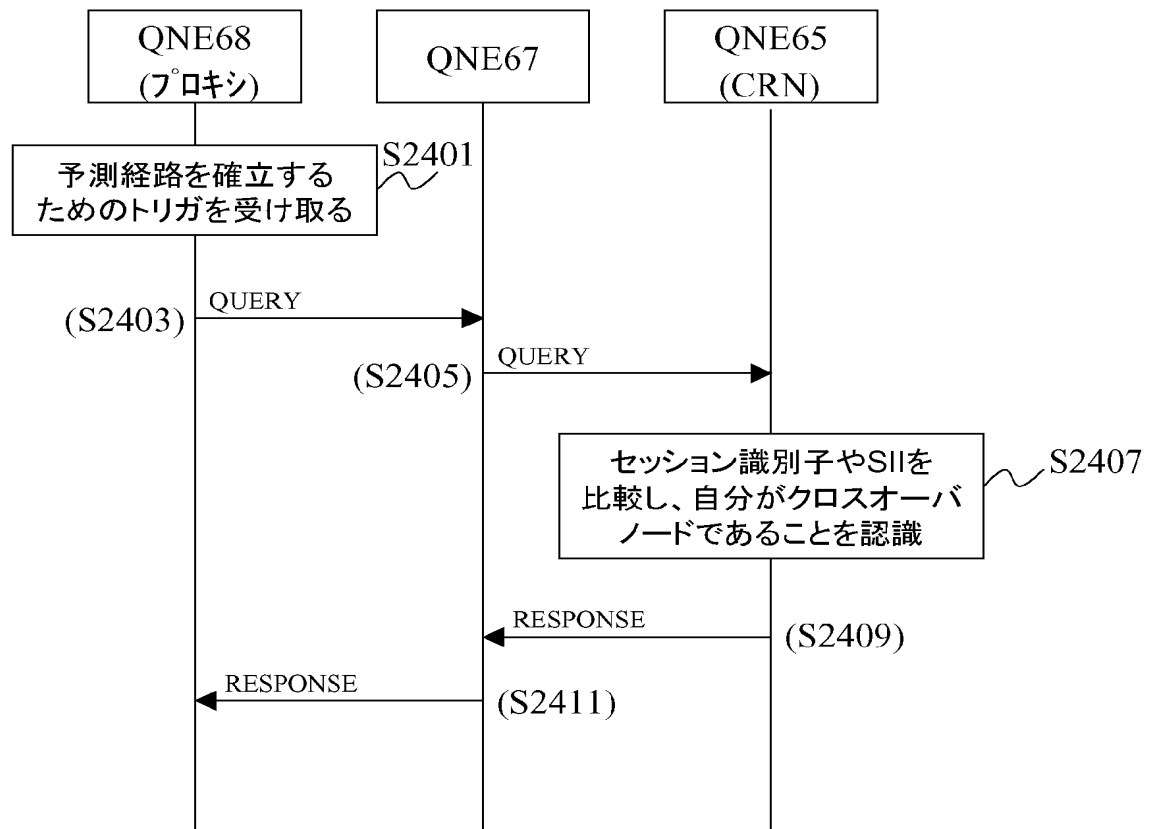 QNE68
(プロキシ)
QNE67
QNE65
(CRN)
S2401
予測経路を確立する
ためのトリガを受け取る
QUERY
(S2403)
QUERY
(S2405)
セッション識別子やSIIを
比較し、自分がクロスオーバ
ノードであることを認識
S2407
RESPONSE
(S2409)
RESPONSE
(S2411)